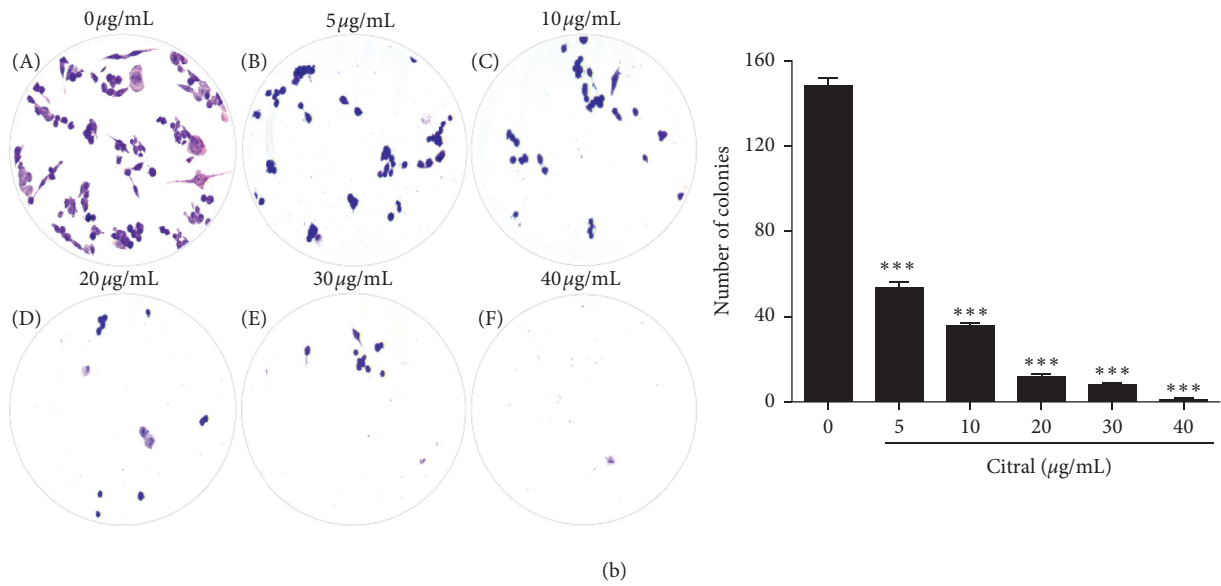 0 μg/mL
5 μg/mL
10 μg/mL
(A)
(B)
(C)
20 μg/mL
30 μg/mL
40 μg/mL
(D)
(E)
(F)
Number of colonies
160
120
80
40
0
***
***
***
***
***
0
5
10
20
30
40
Citral (μg/mL)
(b)